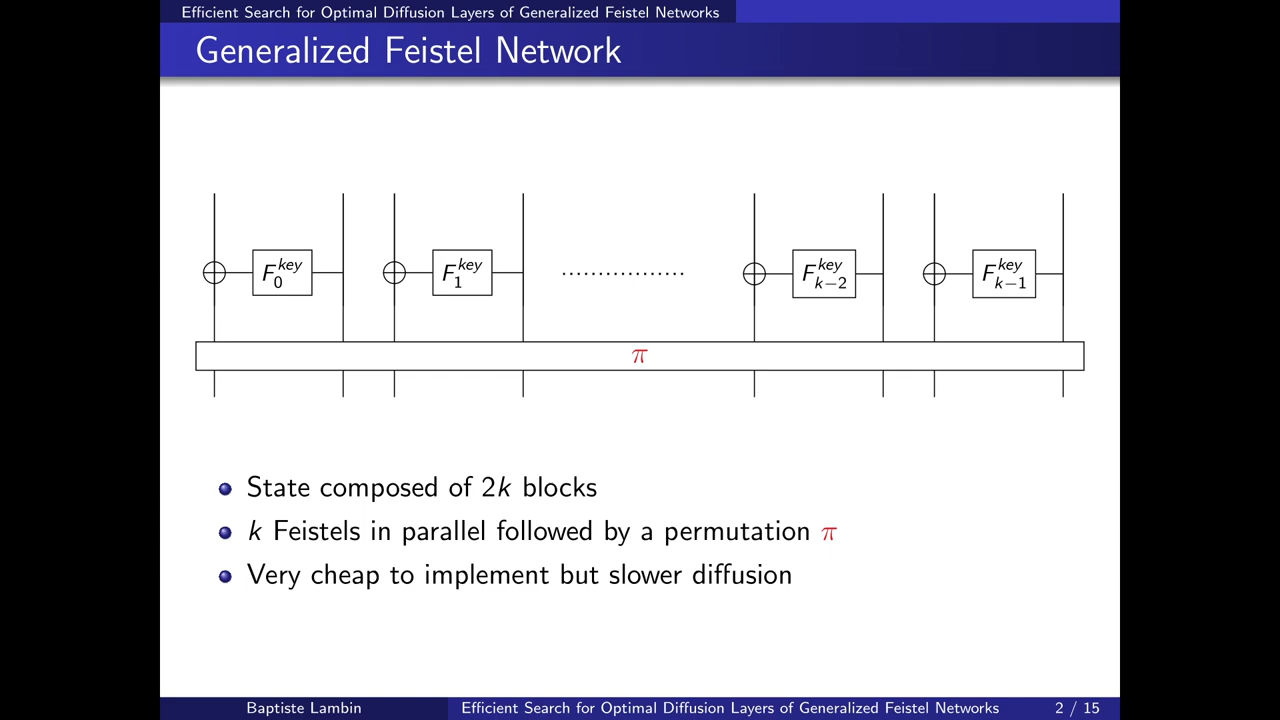 Efficient Search for Optimal Diffusion Layers of Generalized Feistel Networks
Generalized Feistel Network
F_0^{key} F_1^{key} ................. F_{k−2}^{key} F_{k−1}^{key}
π
State composed of 2k blocks
k Feistels in parallel followed by a permutation π
Very cheap to implement but slower diffusion
Baptiste Lambin Efficient Search for Optimal Diffusion Layers of Generalized Feistel Networks 2 / 15